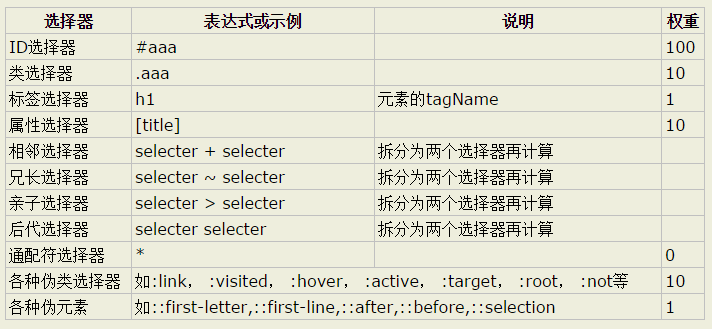 选择器 表达式或示例 说明 权重
ID选择器 #aaa 100
类选择器 .aaa 10
标签选择器 h1 元素的tagName 1
属性选择器 [title] 10
相邻选择器 selecter + selecter 拆分为两个选择器再计算
兄长选择器 selecter ~ selecter 拆分为两个选择器再计算
亲子选择器 selecter > selecter 拆分为两个选择器再计算
后代选择器 selecter selecter 拆分为两个选择器再计算
通配符选择器 * 0
各种伪类选择器 如:link, :visited, :hover, :active, :target, :root, :not等 10
各种伪元素 如::first-letter,::first-line,::after,::before,::selection 1